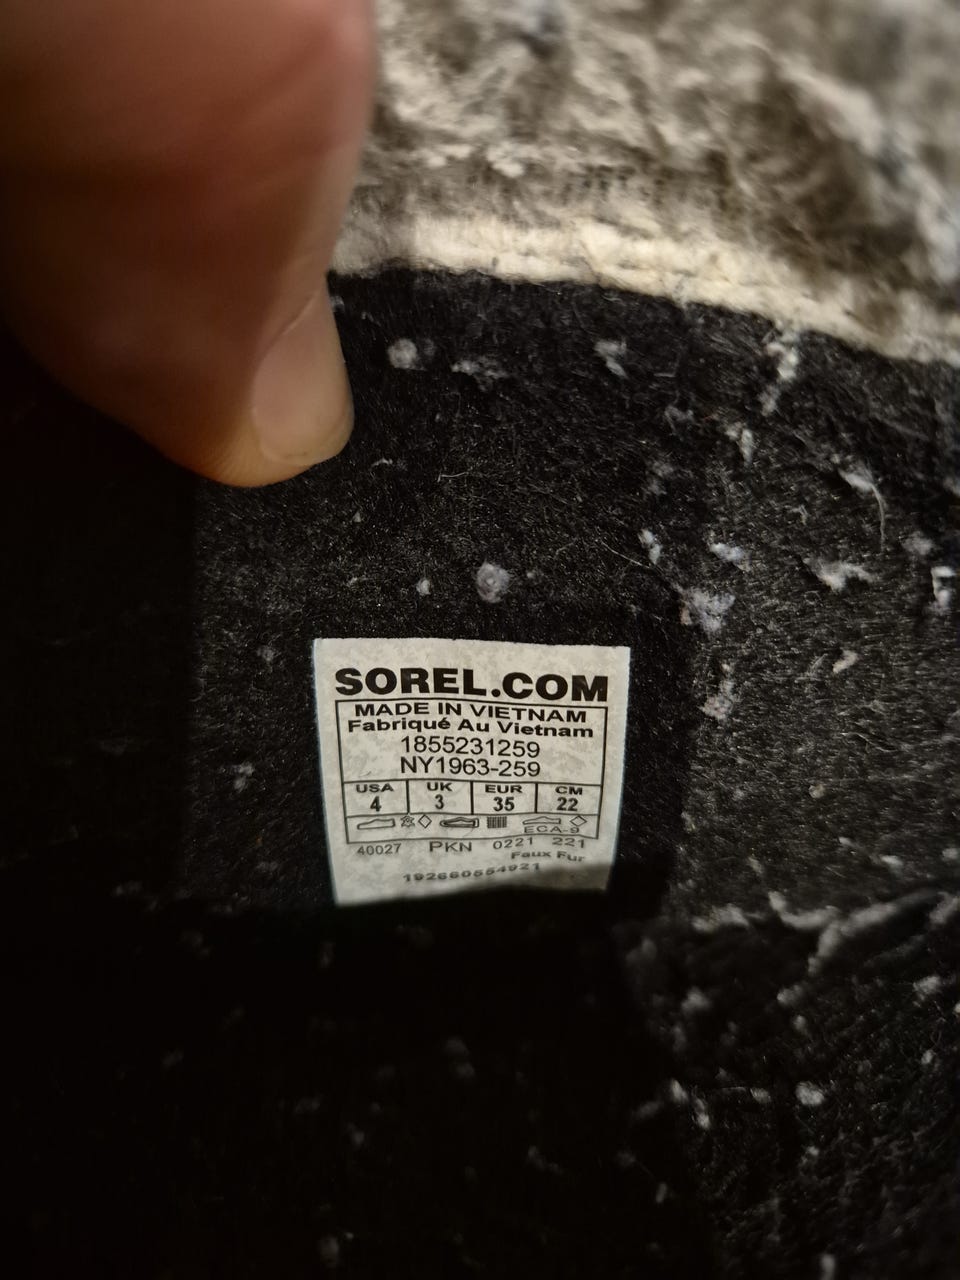 SOREL.COM
MADE IN VIETNAM
Fabriqué Au Vietnam
1855231259
NY1963-259
USA UK EUR CM
4 3 35 22
ECA-9
40027 PKN 0221 221
Faux Fur
192660554921